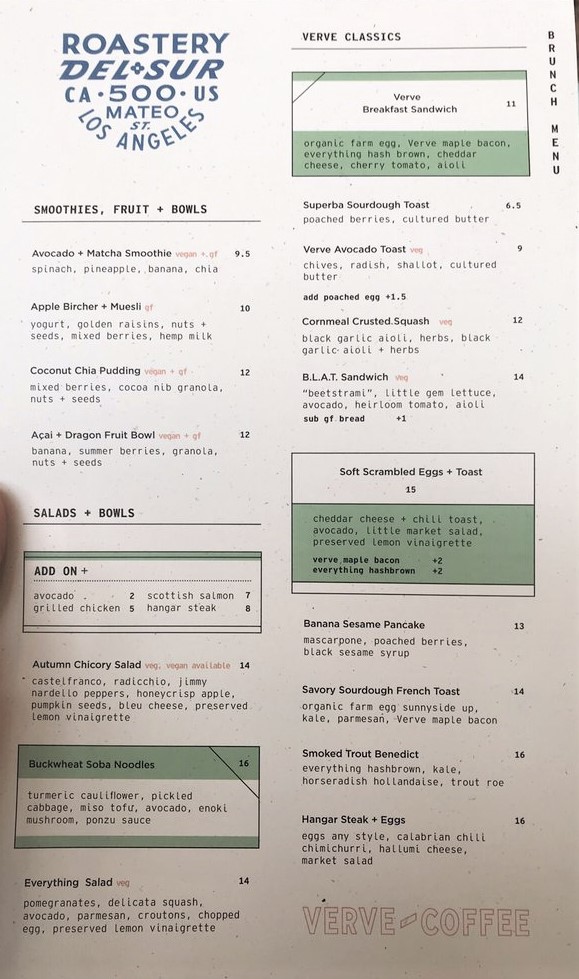 ROASTERY
DEL SUR
CA • 500 • US
MATEO
ST.
LOS ANGELES
SMOOTHIES, FRUIT + BOWLS
Avocado + Matcha Smoothie vegan + gf 9.5
spinach, pineapple, banana, chia
Apple Bircher + Muesli gf 10
yogurt, golden raisins, nuts +
seeds, mixed berries, hemp milk
Coconut Chia Pudding vegan + gf 12
mixed berries, cocoa nib granola,
nuts + seeds
Açai + Dragon Fruit Bowl vegan + gf 12
banana, summer berries, granola,
nuts + seeds
SALADS + BOWLS
ADD ON +
avocado 2 scottish salmon 7
grilled chicken 5 hangar steak 8
Autumn Chicory Salad veg, vegan available 14
castelfranco, radicchio, jimmy
nardello peppers, honeycrisp apple,
pumpkin seeds, bleu cheese, preserved
lemon vinaigrette
Buckwheat Soba Noodles 16
turmeric cauliflower, pickled
cabbage, miso tofu, avocado, enoki
mushroom, ponzu sauce
Everything Salad veg 14
pomegranates, delicata squash,
avocado, parmesan, croutons, chopped
egg, preserved lemon vinaigrette
VERVE CLASSICS
Verve
Breakfast Sandwich 11
organic farm egg, Verve maple bacon,
everything hash brown, cheddar
cheese, cherry tomato, aioli
Superba Sourdough Toast 6.5
poached berries, cultured butter
Verve Avocado Toast veg 9
chives, radish, shallot, cultured
butter
add poached egg +1.5
Cornmeal Crusted Squash veg 12
black garlic aioli, herbs, black
garlic aioli + herbs
B.L.A.T. Sandwich veg 14
"beetstrami", little gem lettuce,
avocado, heirloom tomato, aioli
sub gf bread +1
Soft Scrambled Eggs + Toast
15
cheddar cheese + chili toast,
avocado, little market salad,
preserved lemon vinaigrette
verve maple bacon +2
everything hashbrown +2
Banana Sesame Pancake 13
mascarpone, poached berries,
black sesame syrup
Savory Sourdough French Toast 14
organic farm egg sunnyside up,
kale, parmesan, Verve maple bacon
Smoked Trout Benedict 16
everything hashbrown, kale,
horseradish hollandaise, trout roe
Hangar Steak + Eggs 16
eggs any style, calabrian chili
chimichurri, hallumi cheese,
market salad
VERVE COFFEE
BRUNCH MENU